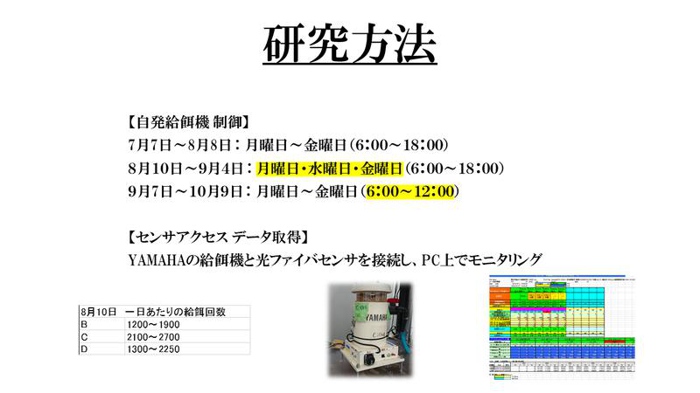 研究方法
【自発給餌機 制御】
7月7日～8月8日： 月曜日～金曜日（6：00～18：00）
8月10日～9月4日： 月曜日・水曜日・金曜日（6：00～18：00）
9月7日～10月9日： 月曜日～金曜日（6：00～12：00）
【センサアクセス データ取得】
YAMAHAの給餌機と光ファイバセンサを接続し、PC上でモニタリング
8月10日 一日あたりの給餌回数
B 1200～1900
C 2100～2700
D 1300～2250
YAMAHA